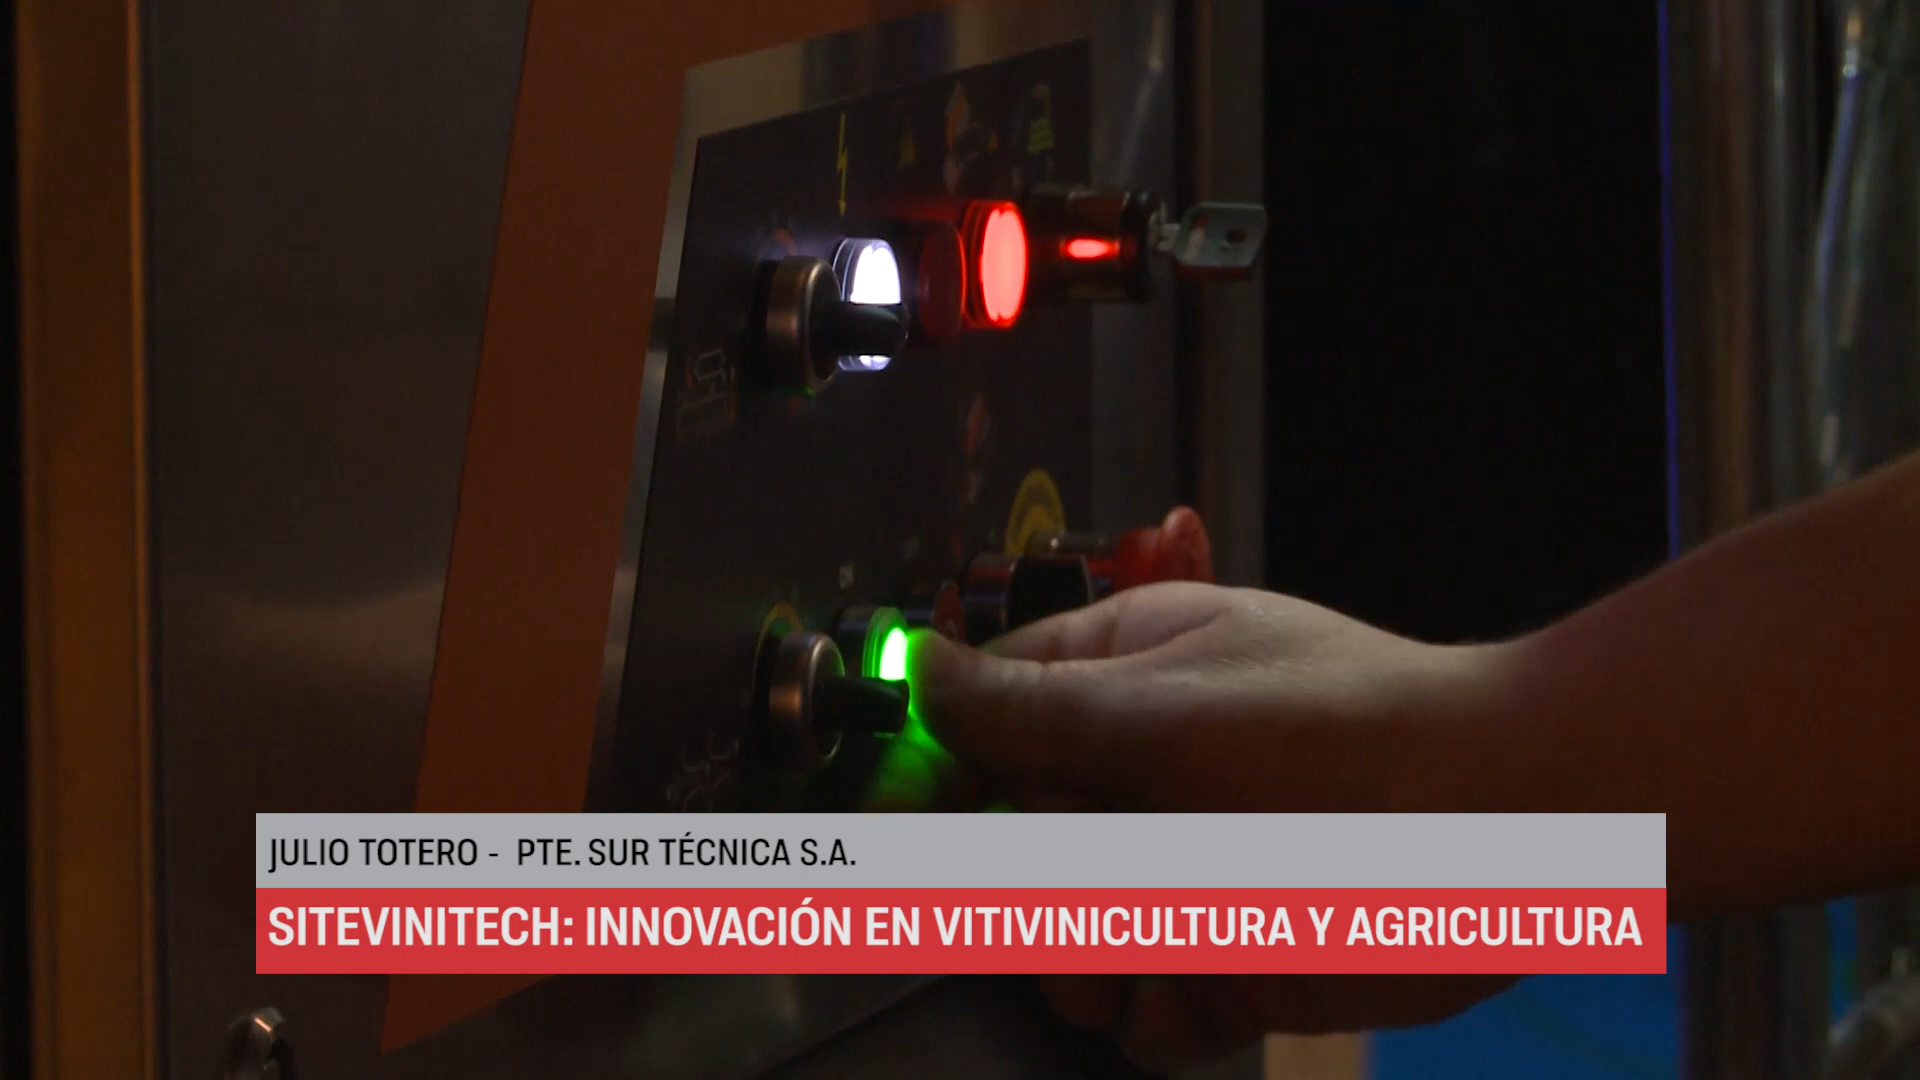 JULIO TOTERO - PTE. SUR TÉCNICA S.A.
SITEVINITECH: INNOVACIÓN EN VITIVINICULTURA Y AGRICULTURA